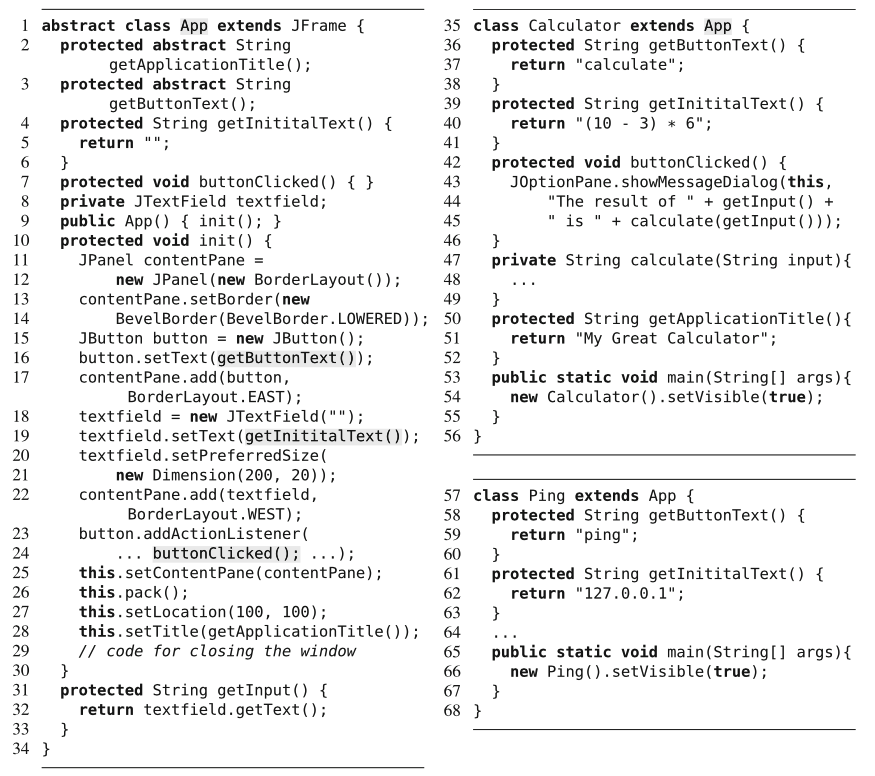 1 abstract class App extends JFrame {
2 protected abstract String
getApplicationTitle();
3 protected abstract String
getButtonText();
4 protected String getInititalText() {
5 return "";
6 }
7 protected void buttonClicked() { }
8 private JTextField textfield;
9 public App() { init(); }
10 protected void init() {
11 JPanel contentPane =
12 new JPanel(new BorderLayout());
13 contentPane.setBorder(new
14 BevelBorder(BevelBorder.LOWERED));
15 JButton button = new JButton();
16 button.setText(getButtonText());
17 contentPane.add(button,
BorderLayout.EAST);
18 textfield = new JTextField("");
19 textfield.setText(getInititalText());
20 textfield.setPreferredSize(
21 new Dimension(200, 20));
22 contentPane.add(textfield,
BorderLayout.WEST);
23 button.addActionListener(
24 ... buttonClicked(); ...);
25 this.setContentPane(contentPane);
26 this.pack();
27 this.setLocation(100, 100);
28 this.setTitle(getApplicationTitle());
29 // code for closing the window
30 }
31 protected String getInput() {
32 return textfield.getText();
33 }
34 }
35 class Calculator extends App {
36 protected String getButtonText() {
37 return "calculate";
38 }
39 protected String getInititalText() {
40 return "(10 - 3) * 6";
41 }
42 protected void buttonClicked() {
43 JOptionPane.showMessageDialog(this,
44 "The result of " + getInput() +
45 " is " + calculate(getInput()));
46 }
47 private String calculate(String input){
48 ...
49 }
50 protected String getApplicationTitle(){
51 return "My Great Calculator";
52 }
53 public static void main(String[] args){
54 new Calculator().setVisible(true);
55 }
56 }
57 class Ping extends App {
58 protected String getButtonText() {
59 return "ping";
60 }
61 protected String getInititalText() {
62 return "127.0.0.1";
63 }
64 ...
65 public static void main(String[] args){
66 new Ping().setVisible(true);
67 }
68 }